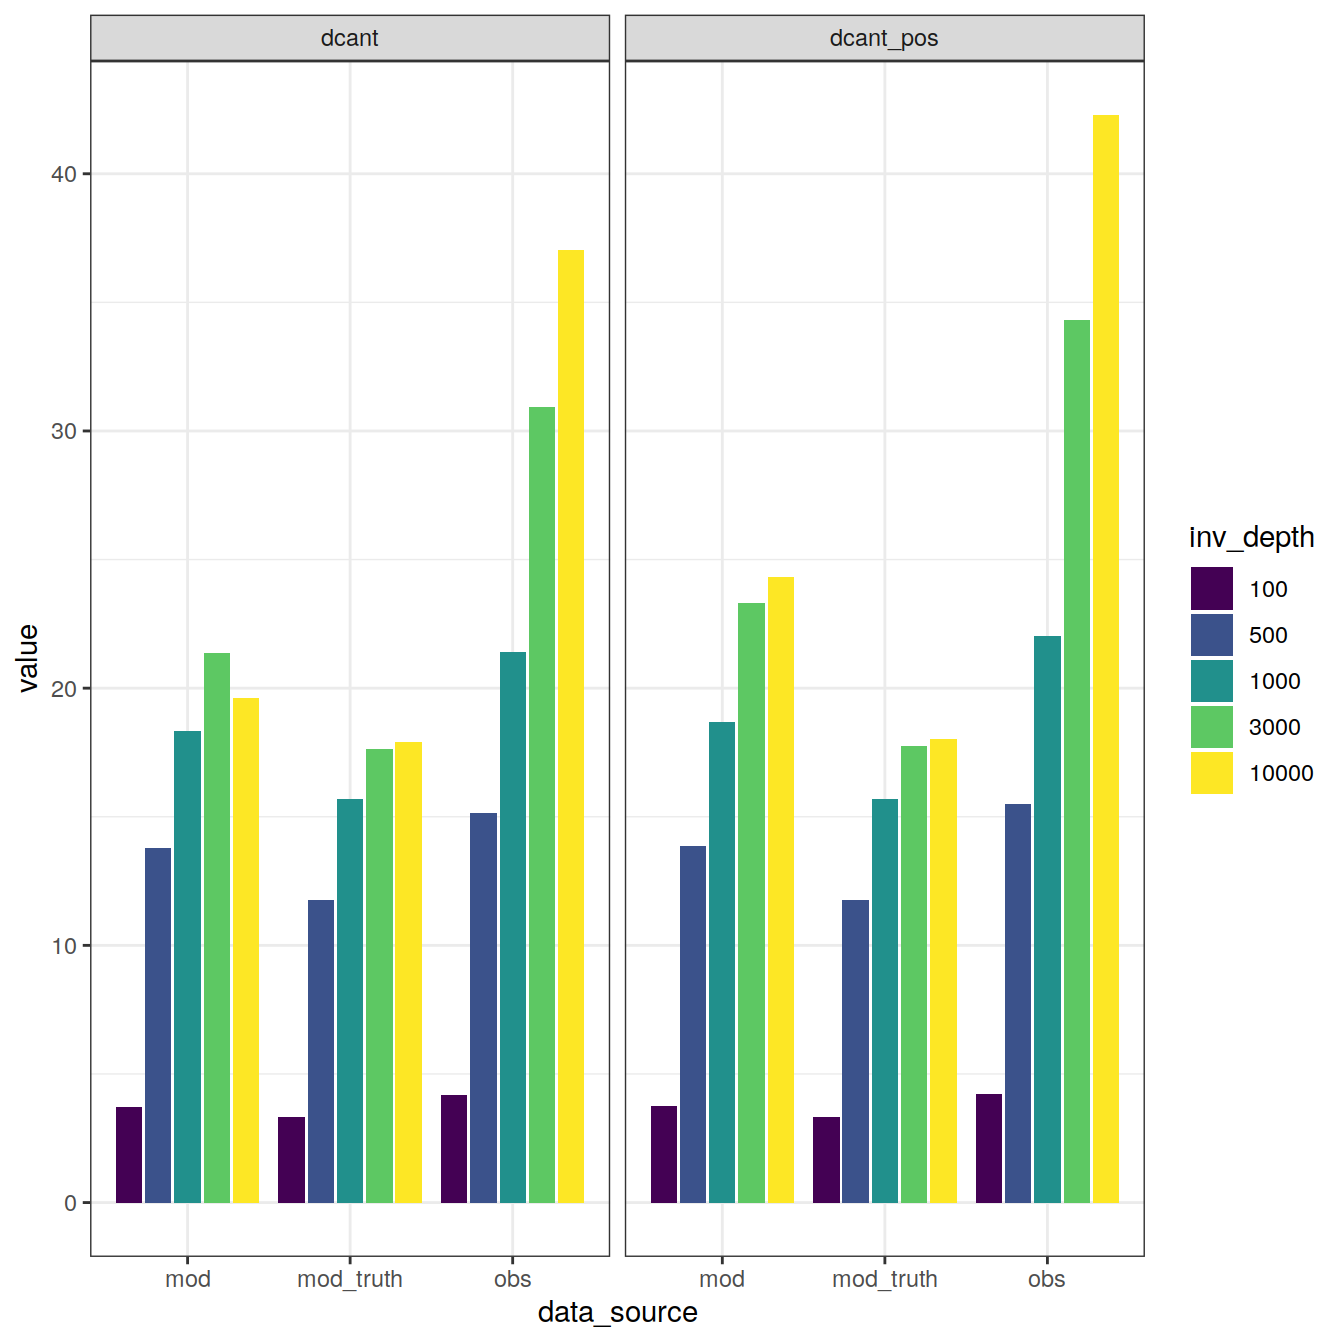 dcant
dcant_pos
value
40
30
20
10
0
mod
mod_truth
obs
mod
mod_truth
obs
data_source
inv_depth
100
500
1000
3000
10000